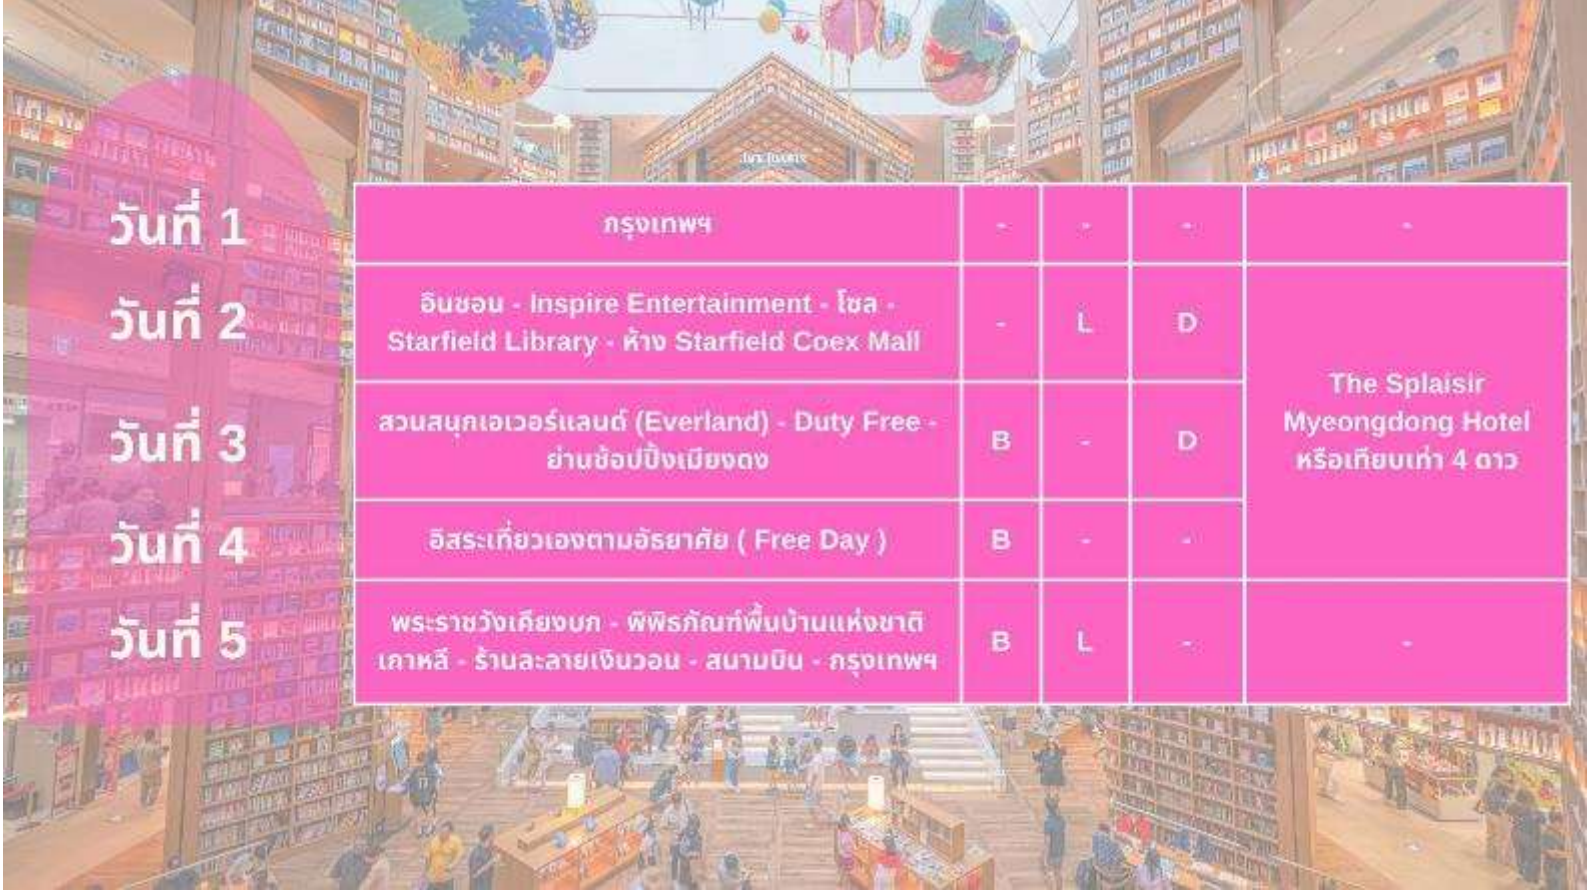 วันที่ 1
กรุงเทพฯ
-
-
-
-
วันที่ 2
อินชอน - Inspire Entertainment - โซล -
Starfield Library - ห้าง Starfield Coex Mall
-
L
D
The Splaisir
Myeongdong Hotel
หรือเทียบเท่า 4 ดาว
วันที่ 3
สวนสนุกเอเวอร์แลนด์ (Everland) - Duty Free -
ย่านช้อปปิ้งเมียงดง
B
-
D
วันที่ 4
อิสระเที่ยวเองตามอัธยาศัย ( Free Day )
B
-
-
วันที่ 5
พระราชวังเคียงบก - พิพิธภัณฑ์พื้นบ้านแห่งชาติ
เกาหลี - ร้านละลายเงินวอน - สนามบิน - กรุงเทพฯ
B
L
-
-